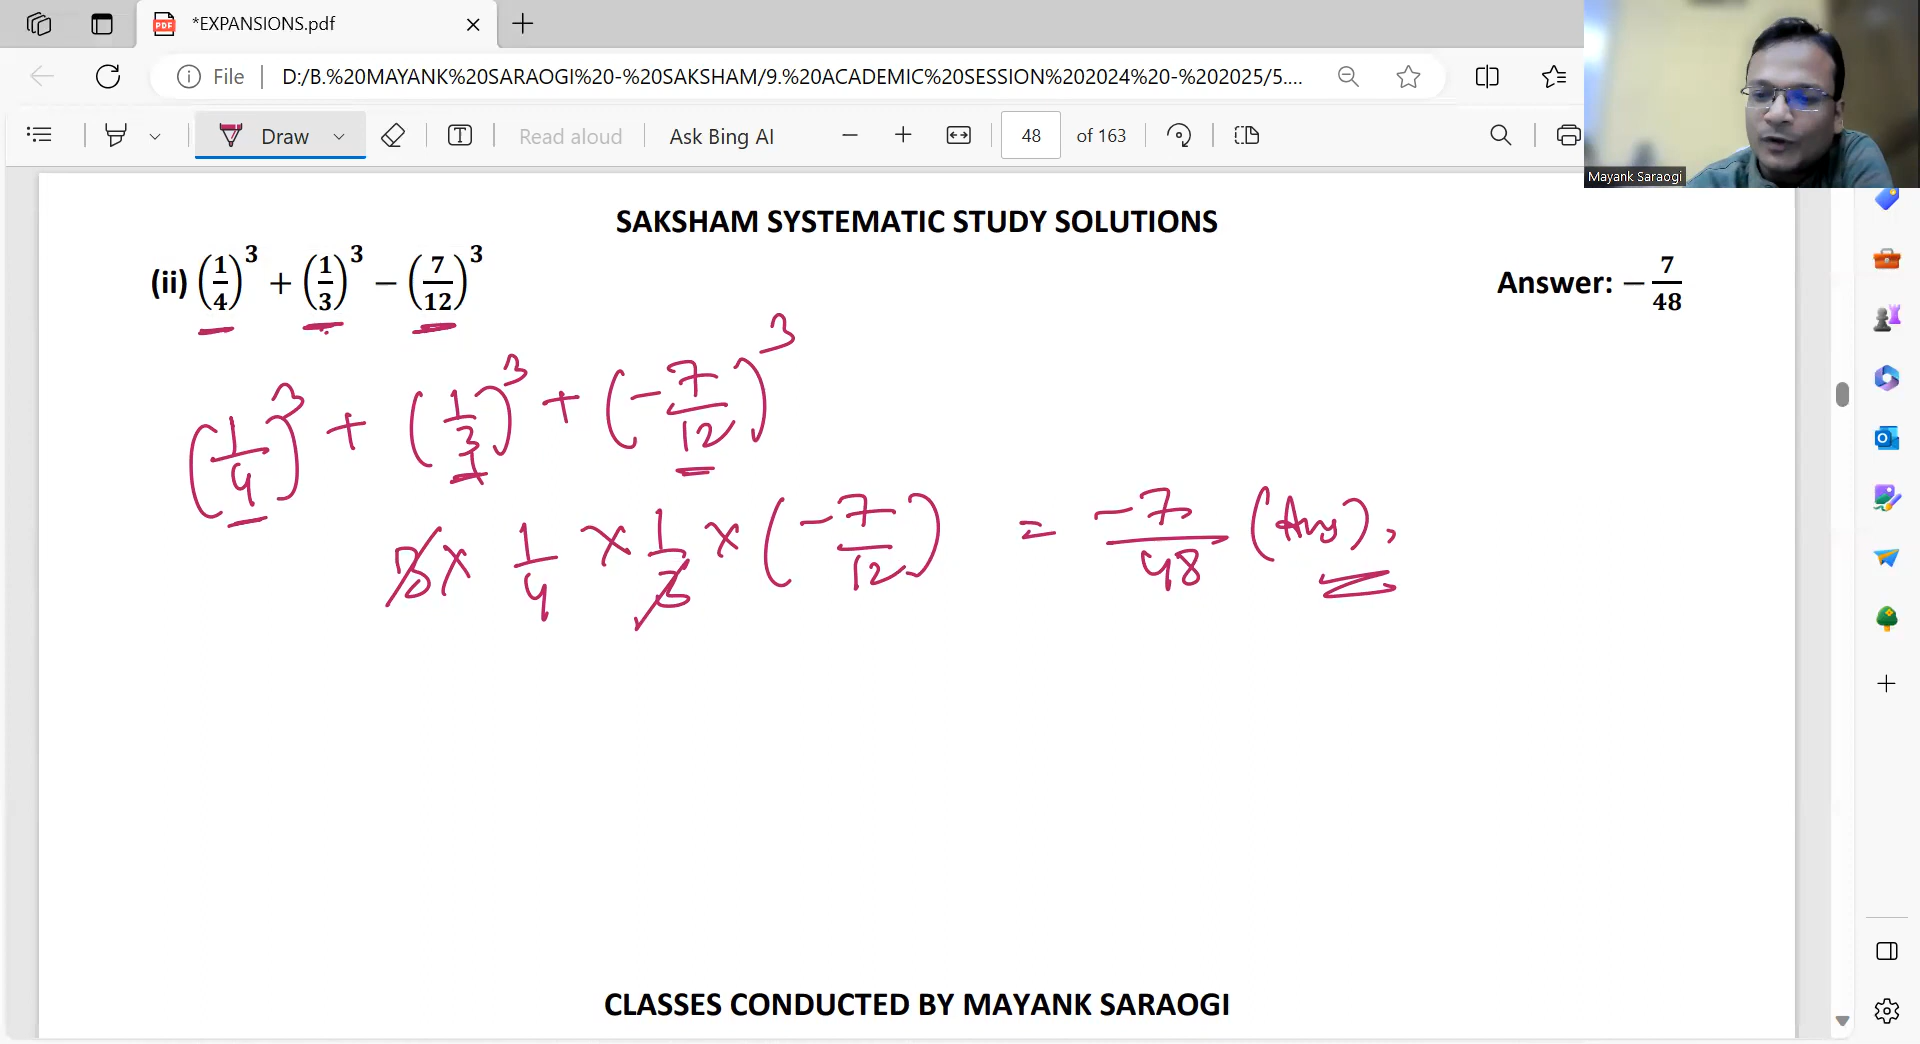 *EXPANSIONS.pdf
File | D:/B.%20MAYANK%20SARAOGI%20-%20SAKSHAM/9.%20ACADEMIC%20SESSION%202024%20-%202025/5....
Draw Read aloud Ask Bing AI 48 of 163
Mayank Saraogi
SAKSHAM SYSTEMATIC STUDY SOLUTIONS
(ii) (1/4)³ + (1/3)³ − (7/12)³ Answer: − 7/48
(1/4)³ + (1/3)³ + (−7/12)³
3 × 1/4 × 1/3 × (−7/12) = −7/48 (Ans).
CLASSES CONDUCTED BY MAYANK SARAOGI